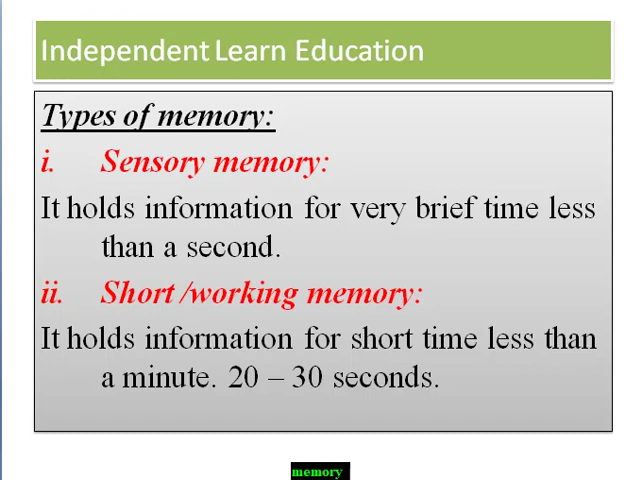 Independent Learn Education
Types of memory:
i. Sensory memory:
It holds information for very brief time less
than a second.
ii. Short /working memory:
It holds information for short time less than
a minute. 20 – 30 seconds.
memory